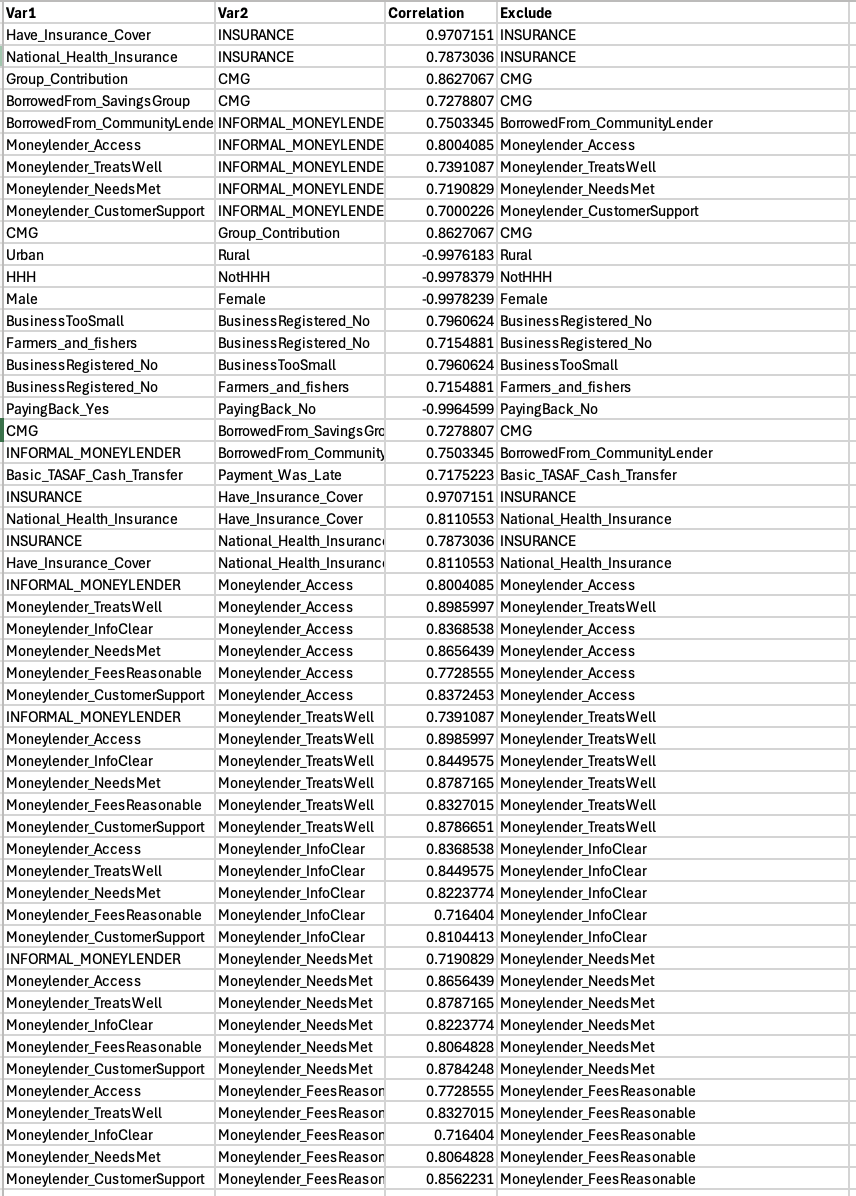 Var1 Var2 Correlation Exclude
Have_Insurance_Cover INSURANCE 0.9707151 INSURANCE
National_Health_Insurance INSURANCE 0.7873036 INSURANCE
Group_Contribution CMG 0.8627067 CMG
BorrowedFrom_SavingsGroup CMG 0.7278807 CMG
BorrowedFrom_CommunityLende INFORMAL_MONEYLENDE 0.7503345 BorrowedFrom_CommunityLender
Moneylender_Access INFORMAL_MONEYLENDE 0.8004085 Moneylender_Access
Moneylender_TreatsWell INFORMAL_MONEYLENDE 0.7391087 Moneylender_TreatsWell
Moneylender_NeedsMet INFORMAL_MONEYLENDE 0.7190829 Moneylender_NeedsMet
Moneylender_CustomerSupport INFORMAL_MONEYLENDE 0.7000226 Moneylender_CustomerSupport
CMG Group_Contribution 0.8627067 CMG
Urban Rural -0.9976183 Rural
HHH NotHHH -0.9978379 NotHHH
Male Female -0.9978239 Female
BusinessTooSmall BusinessRegistered_No 0.7960624 BusinessRegistered_No
Farmers_and_fishers BusinessRegistered_No 0.7154881 BusinessRegistered_No
BusinessRegistered_No BusinessTooSmall 0.7960624 BusinessTooSmall
BusinessRegistered_No Farmers_and_fishers 0.7154881 Farmers_and_fishers
PayingBack_Yes PayingBack_No -0.9964599 PayingBack_No
CMG BorrowedFrom_SavingsGro 0.7278807 CMG
INFORMAL_MONEYLENDER BorrowedFrom_Community 0.7503345 BorrowedFrom_CommunityLender
Basic_TASAF_Cash_Transfer Payment_Was_Late 0.7175223 Basic_TASAF_Cash_Transfer
INSURANCE Have_Insurance_Cover 0.9707151 INSURANCE
National_Health_Insurance Have_Insurance_Cover 0.8110553 National_Health_Insurance
INSURANCE National_Health_Insuranc 0.7873036 INSURANCE
Have_Insurance_Cover National_Health_Insuranc 0.8110553 National_Health_Insurance
INFORMAL_MONEYLENDER Moneylender_Access 0.8004085 Moneylender_Access
Moneylender_TreatsWell Moneylender_Access 0.8985997 Moneylender_TreatsWell
Moneylender_InfoClear Moneylender_Access 0.8368538 Moneylender_Access
Moneylender_NeedsMet Moneylender_Access 0.8656439 Moneylender_Access
Moneylender_FeesReasonable Moneylender_Access 0.7728555 Moneylender_Access
Moneylender_CustomerSupport Moneylender_Access 0.8372453 Moneylender_Access
INFORMAL_MONEYLENDER Moneylender_TreatsWell 0.7391087 Moneylender_TreatsWell
Moneylender_Access Moneylender_TreatsWell 0.8985997 Moneylender_TreatsWell
Moneylender_InfoClear Moneylender_TreatsWell 0.8449575 Moneylender_TreatsWell
Moneylender_NeedsMet Moneylender_TreatsWell 0.8787165 Moneylender_TreatsWell
Moneylender_FeesReasonable Moneylender_TreatsWell 0.8327015 Moneylender_TreatsWell
Moneylender_CustomerSupport Moneylender_TreatsWell 0.8786651 Moneylender_TreatsWell
Moneylender_Access Moneylender_InfoClear 0.8368538 Moneylender_InfoClear
Moneylender_TreatsWell Moneylender_InfoClear 0.8449575 Moneylender_InfoClear
Moneylender_NeedsMet Moneylender_InfoClear 0.8223774 Moneylender_InfoClear
Moneylender_FeesReasonable Moneylender_InfoClear 0.716404 Moneylender_InfoClear
Moneylender_CustomerSupport Moneylender_InfoClear 0.8104413 Moneylender_InfoClear
INFORMAL_MONEYLENDER Moneylender_NeedsMet 0.7190829 Moneylender_NeedsMet
Moneylender_Access Moneylender_NeedsMet 0.8656439 Moneylender_NeedsMet
Moneylender_TreatsWell Moneylender_NeedsMet 0.8787165 Moneylender_NeedsMet
Moneylender_InfoClear Moneylender_NeedsMet 0.8223774 Moneylender_NeedsMet
Moneylender_FeesReasonable Moneylender_NeedsMet 0.8064828 Moneylender_NeedsMet
Moneylender_CustomerSupport Moneylender_NeedsMet 0.8784248 Moneylender_NeedsMet
Moneylender_Access Moneylender_FeesReason 0.7728555 Moneylender_FeesReasonable
Moneylender_TreatsWell Moneylender_FeesReason 0.8327015 Moneylender_FeesReasonable
Moneylender_InfoClear Moneylender_FeesReason 0.716404 Moneylender_FeesReasonable
Moneylender_NeedsMet Moneylender_FeesReason 0.8064828 Moneylender_FeesReasonable
Moneylender_CustomerSupport Moneylender_FeesReason 0.8562231 Moneylender_FeesReasonable